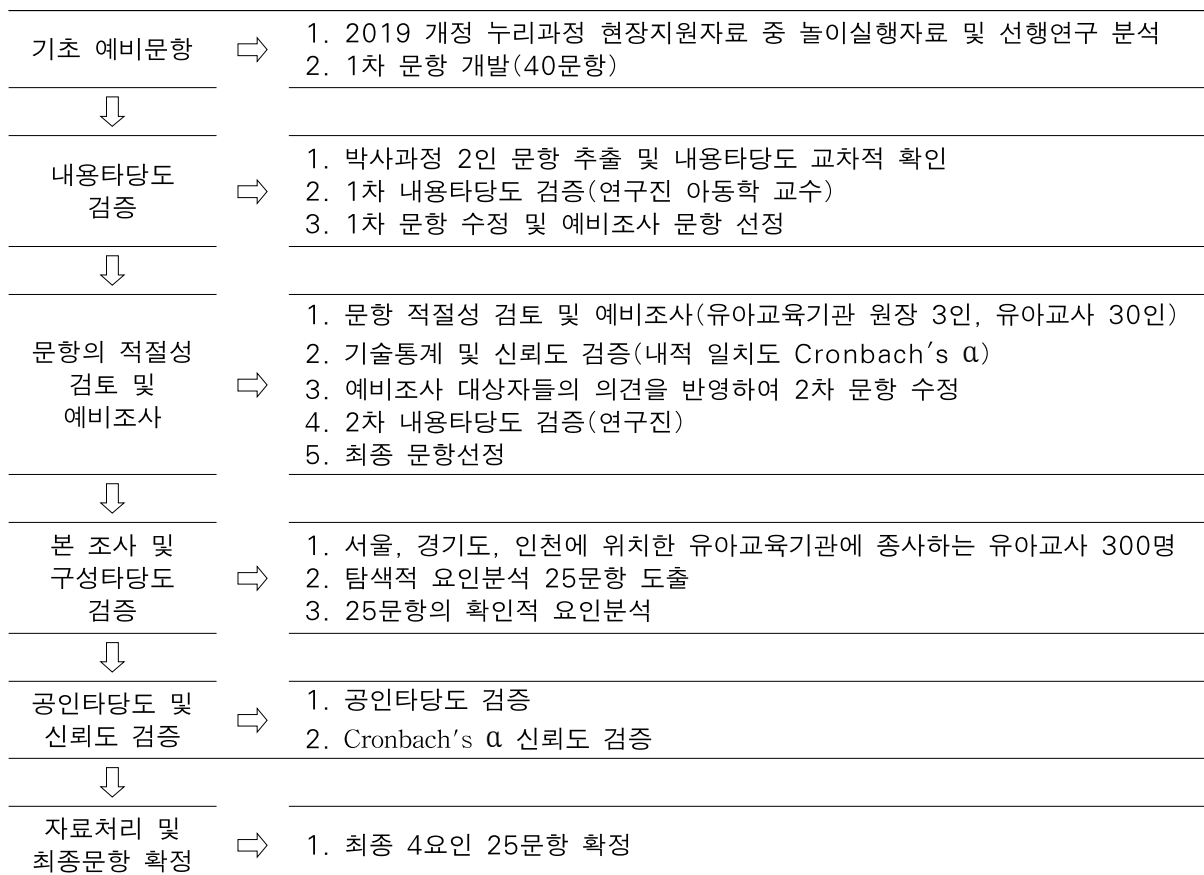 기초 예비문항
⇨
1. 2019 개정 누리과정 현장지원자료 중 놀이실행자료 및 선행연구 분석
2. 1차 문항 개발(40문항)
⇩
내용타당도
검증
⇨
1. 박사과정 2인 문항 추출 및 내용타당도 교차적 확인
2. 1차 내용타당도 검증(연구진 아동학 교수)
3. 1차 문항 수정 및 예비조사 문항 선정
⇩
문항의 적절성
검토 및
예비조사
⇨
1. 문항 적절성 검토 및 예비조사(유아교육기관 원장 3인, 유아교사 30인)
2. 기술통계 및 신뢰도 검증(내적 일치도 Cronbach's α)
3. 예비조사 대상자들의 의견을 반영하여 2차 문항 수정
4. 2차 내용타당도 검증(연구진)
5. 최종 문항선정
⇩
본 조사 및
구성타당도
검증
⇨
1. 서울, 경기도, 인천에 위치한 유아교육기관에 종사하는 유아교사 300명
2. 탐색적 요인분석 25문항 도출
3. 25문항의 확인적 요인분석
⇩
공인타당도 및
신뢰도 검증
⇨
1. 공인타당도 검증
2. Cronbach's α 신뢰도 검증
⇩
자료처리 및
최종문항 확정
⇨
1. 최종 4요인 25문항 확정